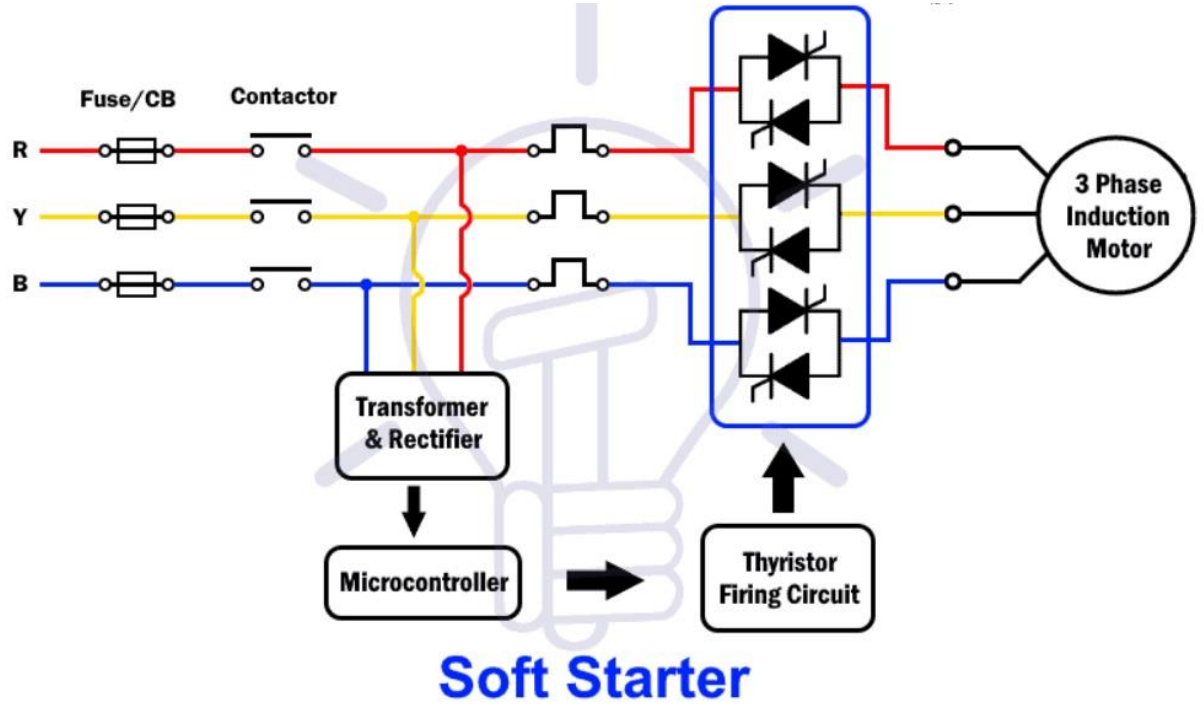 Fuse/CB
Contactor
R
Y
B
3 Phase
Induction
Motor
Transformer
& Rectifier
Microcontroller
Thyristor
Firing Circuit
Soft Starter